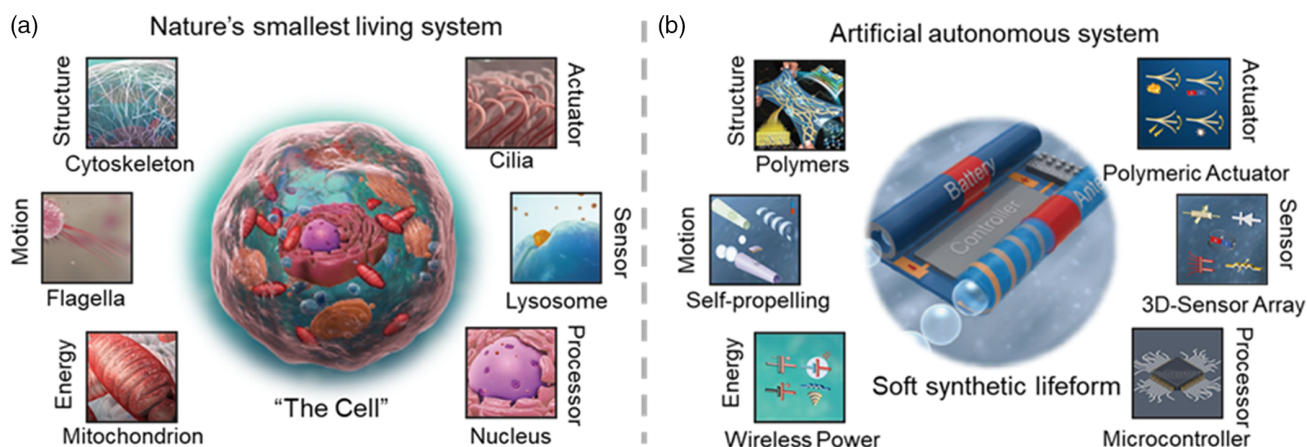 (a)
Nature's smallest living system
Structure
Cytoskeleton
Actuator
Cilia
Motion
Flagella
Sensor
Lysosome
Energy
Mitochondrion
"The Cell"
Processor
Nucleus
(b)
Artificial autonomous system
Structure
Polymers
Actuator
Polymeric Actuator
Motion
Self-propelling
Battery
Controller
Ante
Sensor
3D-Sensor Array
Energy
Wireless Power
Soft synthetic lifeform
Processor
Microcontroller